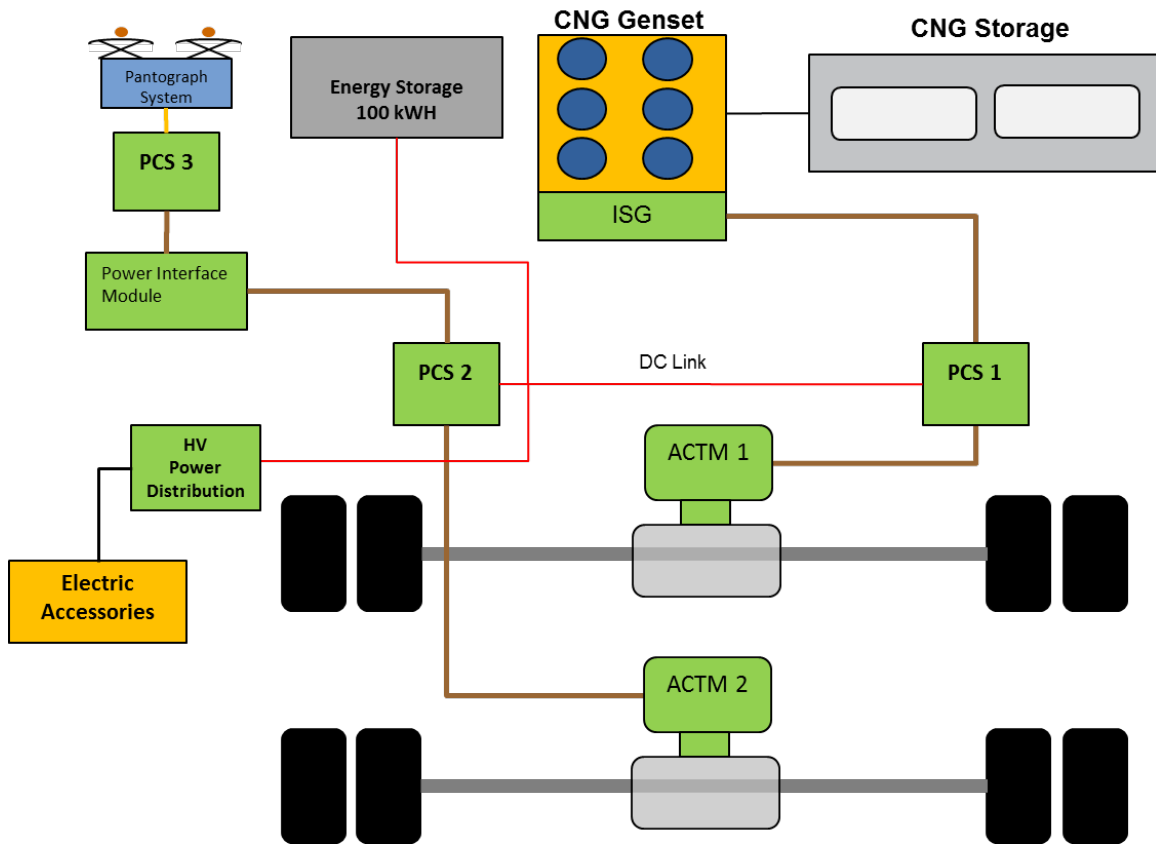 CNG Genset
CNG Storage
Pantograph
System
Energy Storage
100 kWH
PCS 3
ISG
Power Interface
Module
PCS 2
DC Link
PCS 1
HV
Power
Distribution
ACTM 1
Electric
Accessories
ACTM 2